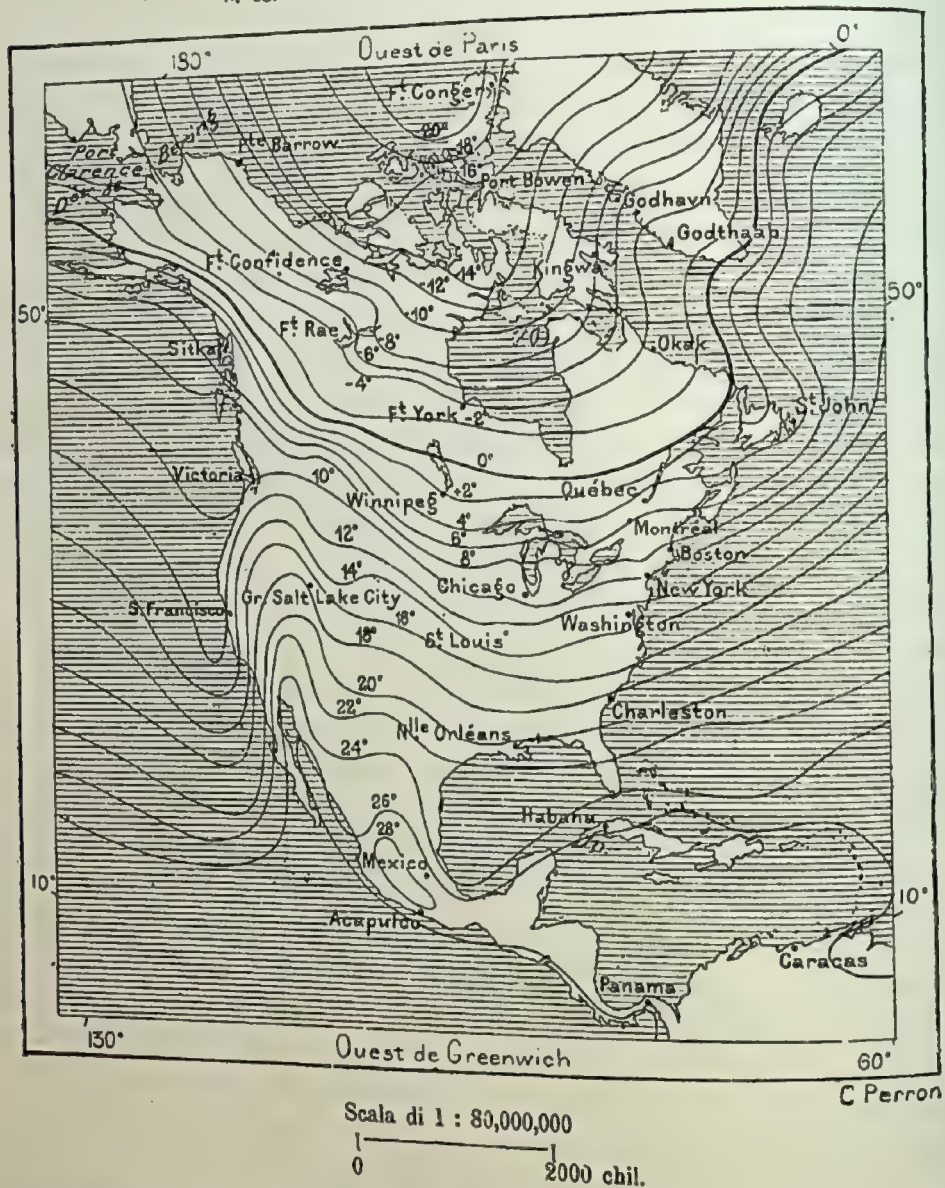 180°
Ouest de Paris
0°
Ft. Conger
20°
18°
16°
Pte Barrow
Port Bowen
Port
Clarence
Godhavn
Godthaab
Ft. Confidence
-14°
Kingwa
-12°
-10°
50°
50°
Ft. Rae
-8°
-6°
Sitka
Okak
-4°
Ft. York
-2°
St John
0°
Victoria
10°
+2°
Winnipeg
Québec
4°
6°
Montréal
12°
8°
Boston
14°
Chicago
New York
Gr. Salt Lake City
S. Francisco
16°
18°
St. Louis
Washington
20°
22°
Charleston
Nlle Orléans
24°
26°
Habana
28°
Mexico
10°
10°
Acapulco
Caracas
Panama
130°
Ouest de Greenwich
60°
C Perron
Scala di 1 : 80,000,000
0
2000 chil.